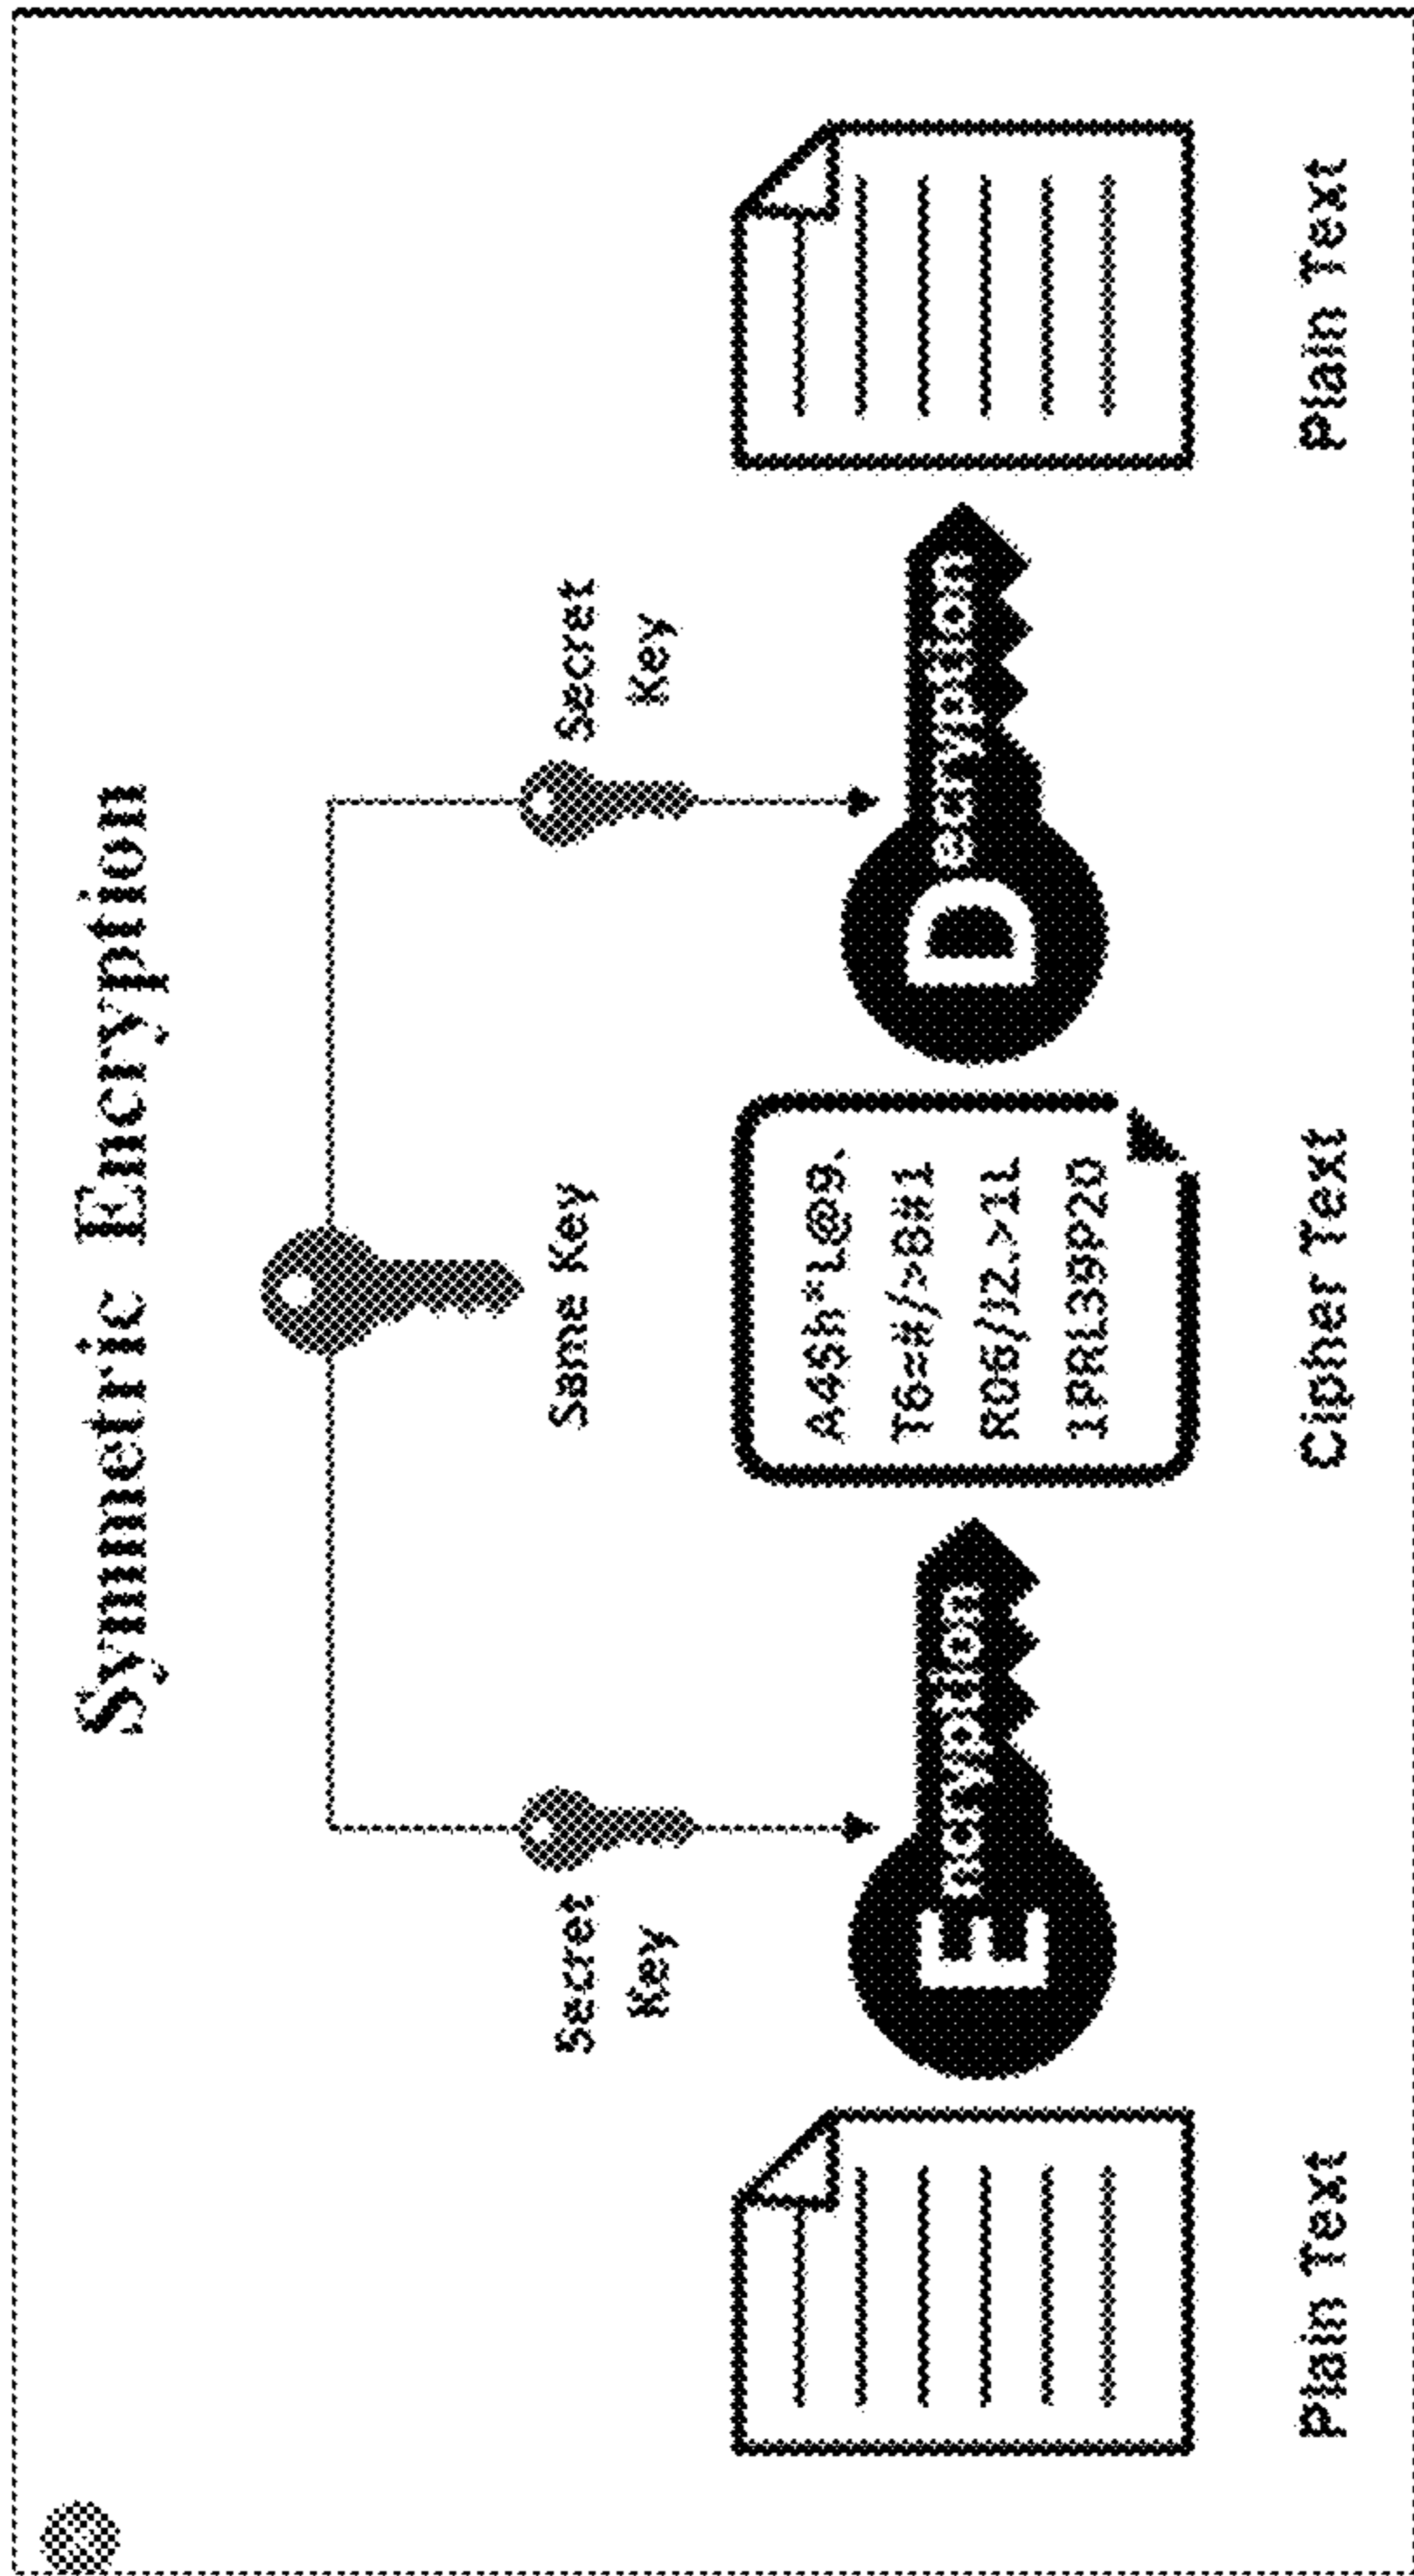 Symmetric Encryption
Secret
Key
Same Key
Secret
Key
Encryption
A4$h*L@9.
T6=#/>B#1
R06/J2.>1L
1PRL39P20
Decryption
Plain Text
Cipher Text
Plain Text